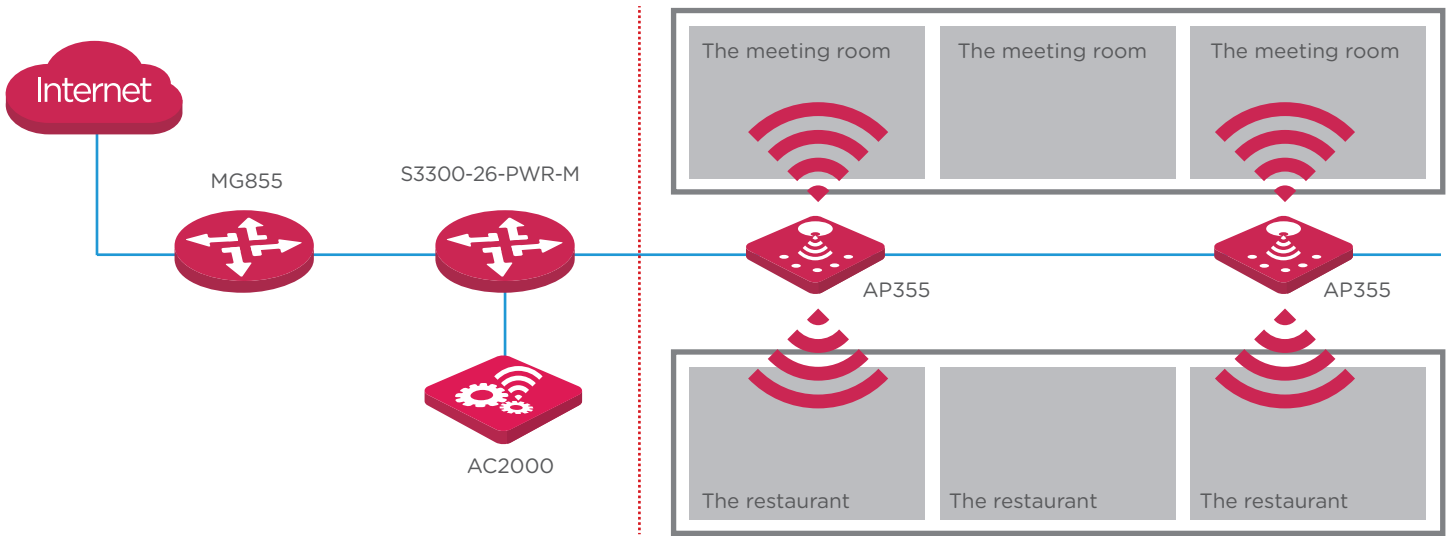 Internet
MG855
S3300-26-PWR-M
AC2000
The meeting room
The meeting room
The meeting room
AP355
AP355
The restaurant
The restaurant
The restaurant